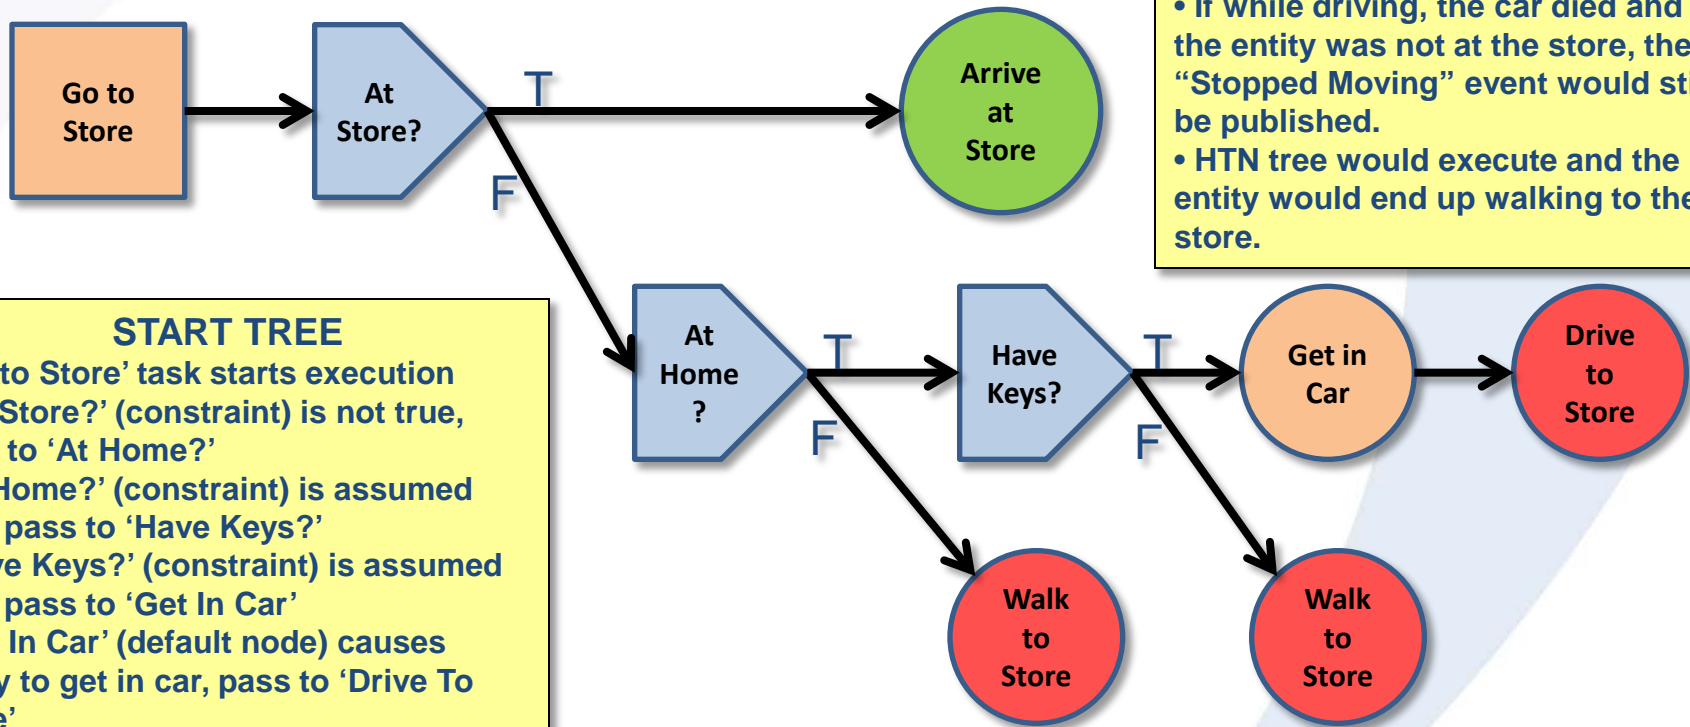 • If while driving, the car died and
the entity was not at the store, the
“Stopped Moving” event would
be published.
• HTN tree would execute and the
entity would end up walking to the
store.
Go to
Store
At
Store?
T
F
Arrive
at
Store
START TREE
to Store’ task starts execution
Store?’ (constraint) is not true,
to ‘At Home?’
Home?’ (constraint) is assumed
pass to ‘Have Keys?’
Keys?’ (constraint) is assumed
pass to ‘Get In Car’
In Car’ (default node) causes
to get in car, pass to ‘Drive To
At
Home
?
T
F
Have
Keys?
T
F
Get in
Car
Drive
to
Store
Walk
to
Store
Walk
to
Store